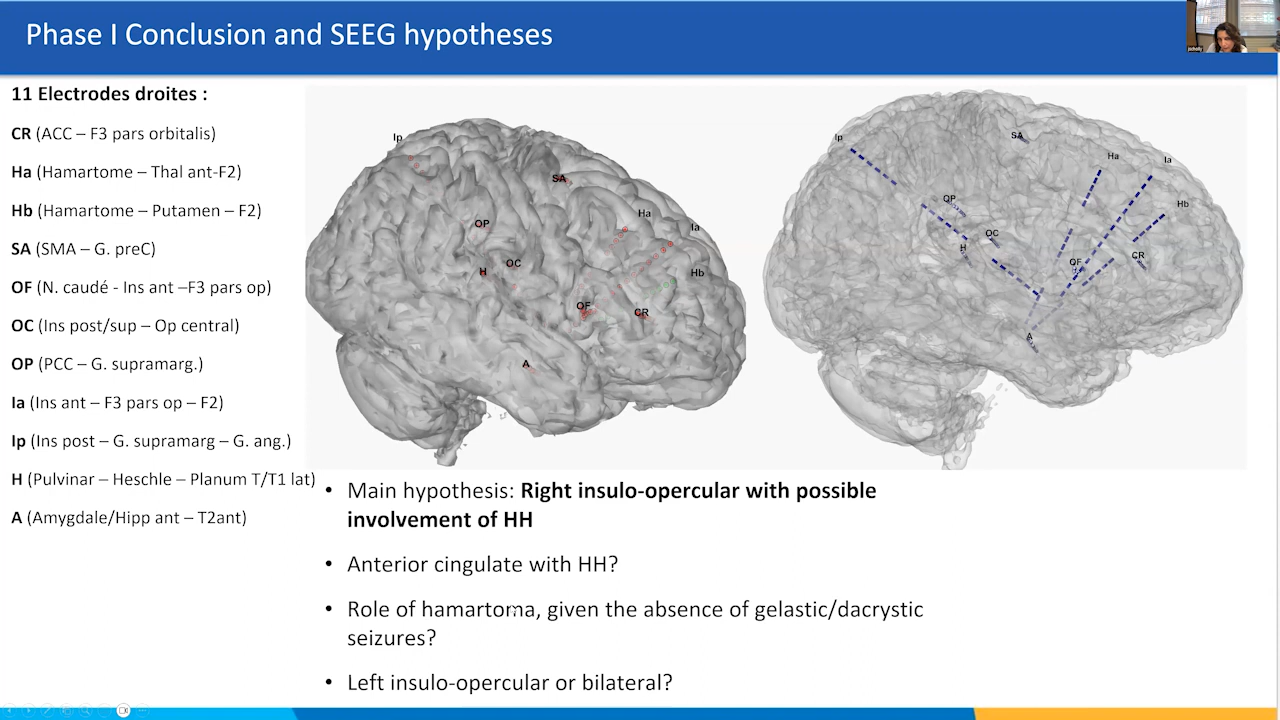 Phase I Conclusion and SEEG hypotheses
11 Electrodes droites :
CR (ACC – F3 pars orbitalis)
Ha (Hamartome – Thal ant-F2)
Hb (Hamartome – Putamen – F2)
SA (SMA – G. preC)
OF (N. caudé - Ins ant –F3 pars op)
OC (Ins post/sup – Op central)
OP (PCC – G. supramarg.)
Ia (Ins ant – F3 pars op – F2)
Ip (Ins post – G. supramarg – G. ang.)
H (Pulvinar – Heschle – Planum T/T1 lat)
A (Amygdale/Hipp ant – T2ant)
Ip
SA
OP
Ha
Ia
OC
H
Hb
OF
CR
A
Ip
SA
Ha
Ia
OP
Hb
OC
H
CR
OF
A
• Main hypothesis: Right insulo-opercular with possible
involvement of HH
• Anterior cingulate with HH?
• Role of hamartoma, given the absence of gelastic/dacrystic
seizures?
• Left insulo-opercular or bilateral?